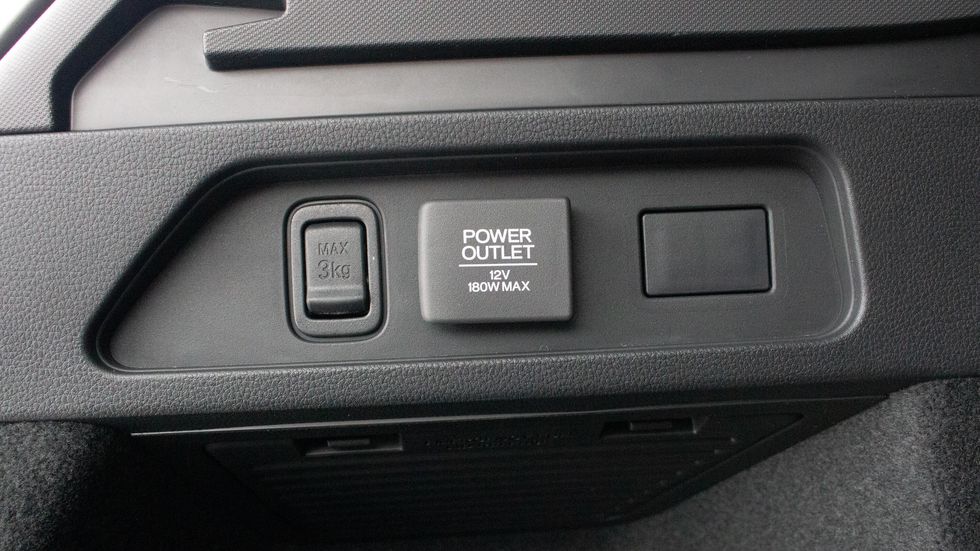 MAX
3kg
POWER
OUTLET
12V
180W MAX